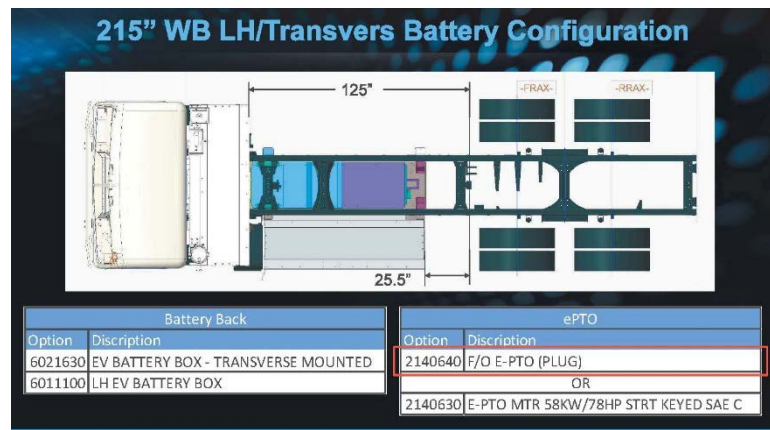 215” WB LH/Transvers Battery Configuration
125"
-FRAX-
-RRAX-
25.5"
Battery Back
Option Discription
6021630 EV BATTERY BOX - TRANSVERSE MOUNTED
6011100 LH EV BATTERY BOX
ePTO
Option Discription
2140640 F/O E-PTO (PLUG)
OR
2140630 E-PTO MTR 58KW/78HP STRT KEYED SAE C